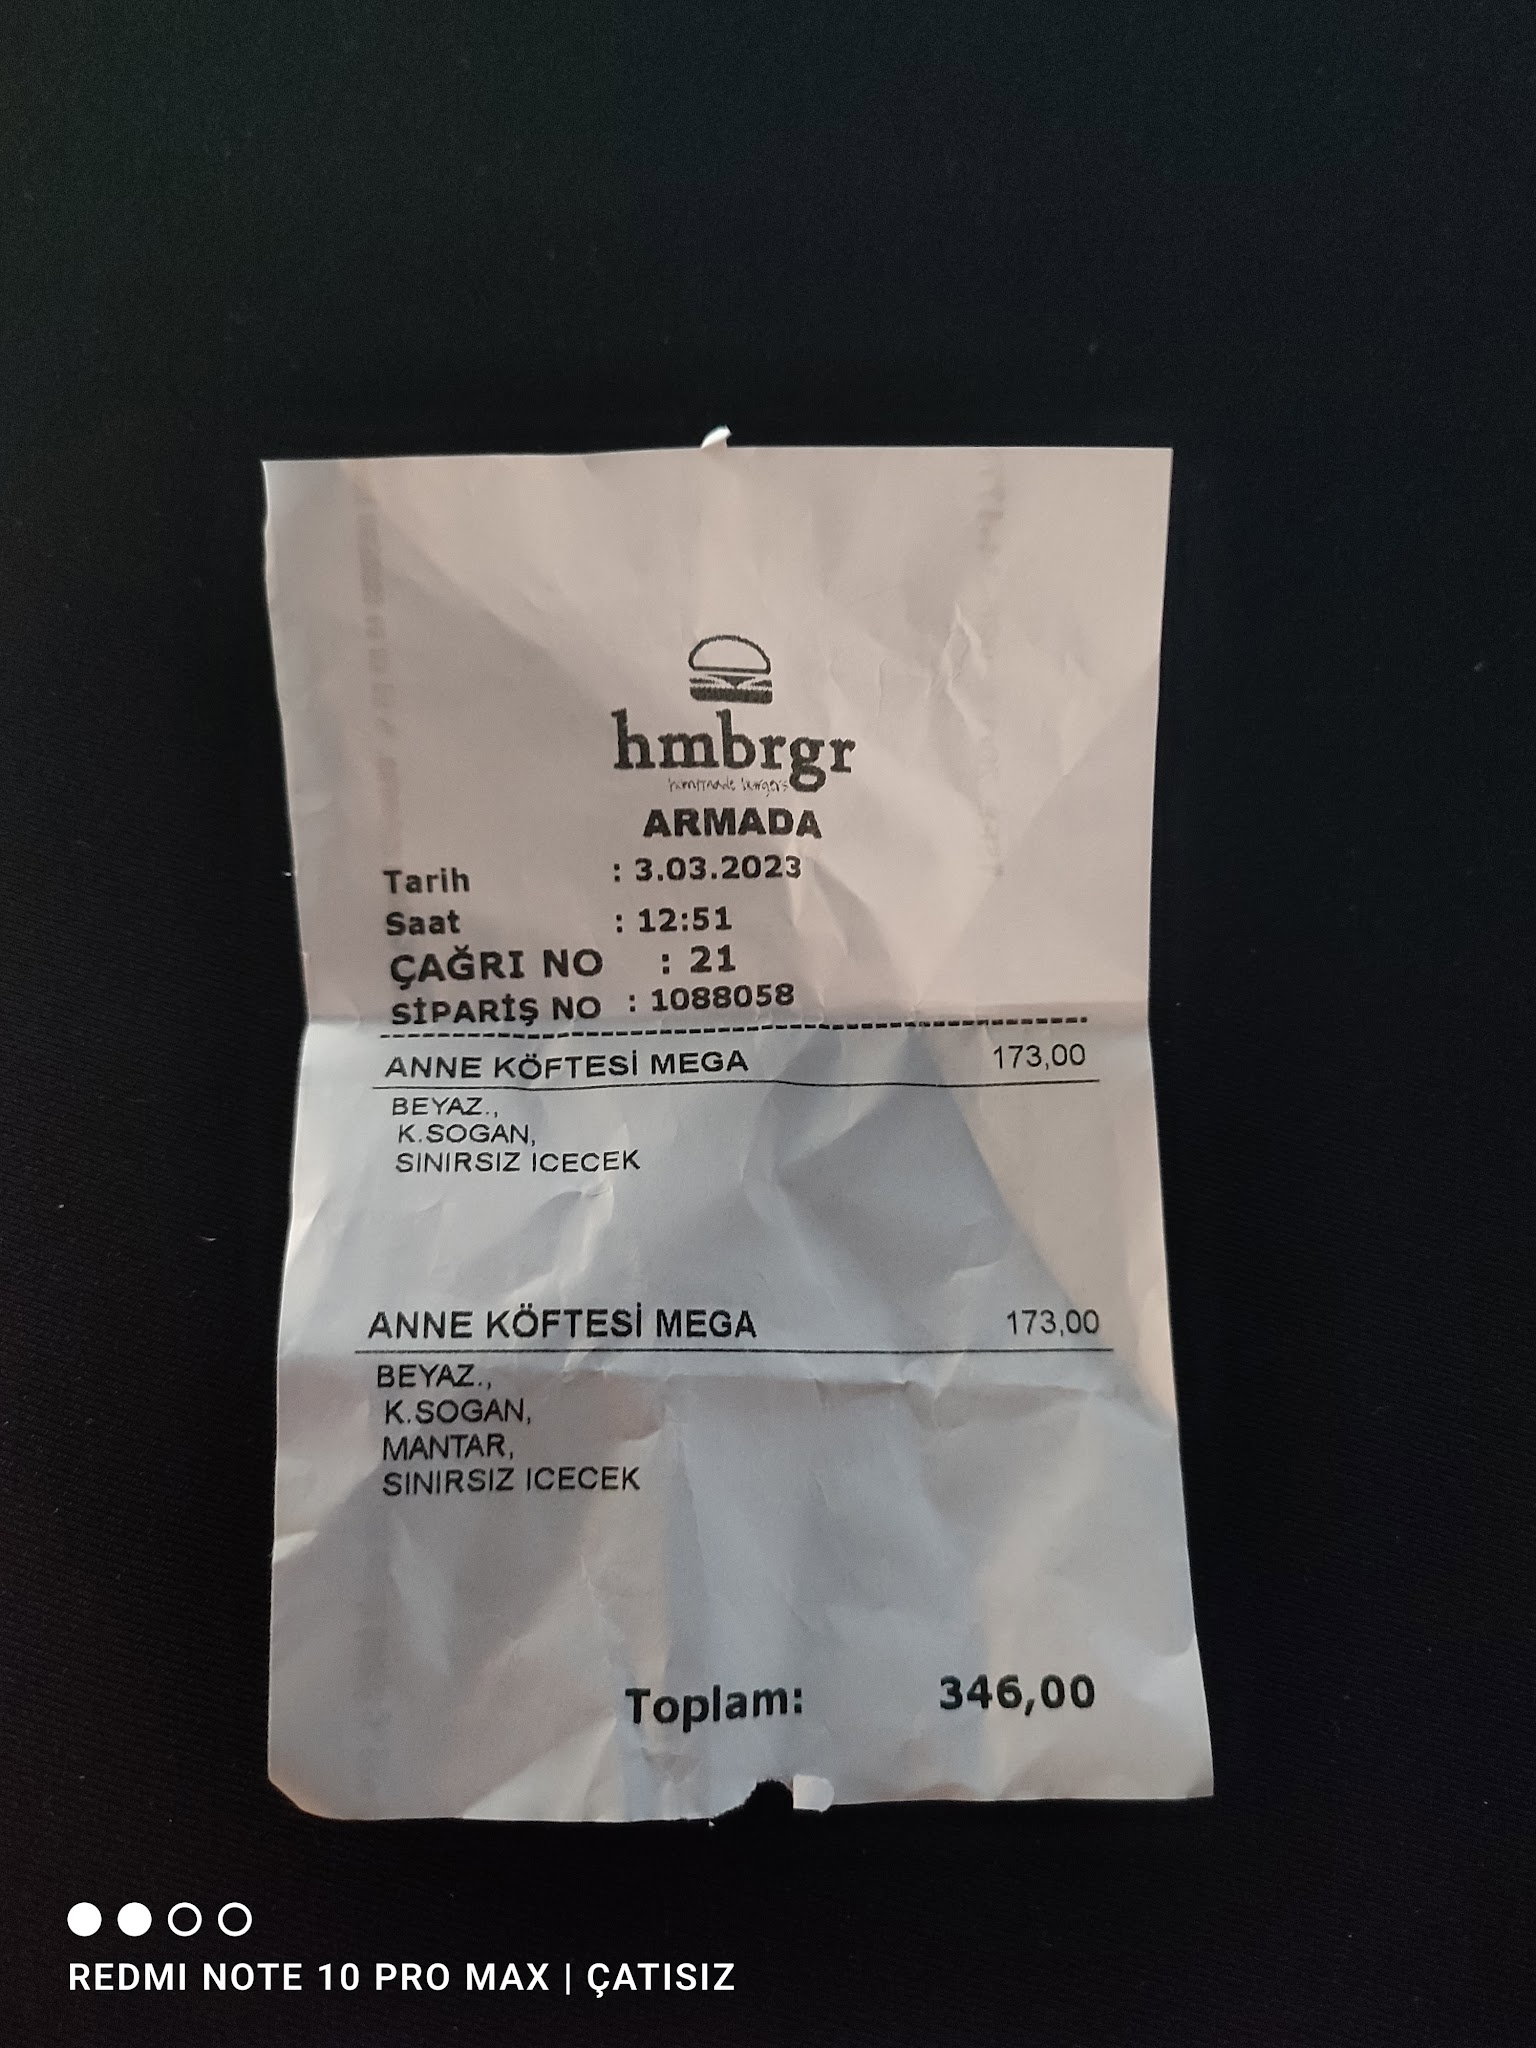 hmbrgr
homemade burgers
ARMADA
Tarih : 3.03.2023
Saat : 12:51
ÇAĞRI NO : 21
SİPARİŞ NO : 1088058
ANNE KÖFTESİ MEGA 173,00
BEYAZ.,
K.SOGAN,
SINIRSIZ ICECEK
ANNE KÖFTESİ MEGA 173,00
BEYAZ.,
K.SOGAN,
MANTAR,
SINIRSIZ ICECEK
Toplam: 346,00
REDMI NOTE 10 PRO MAX | ÇATISIZ